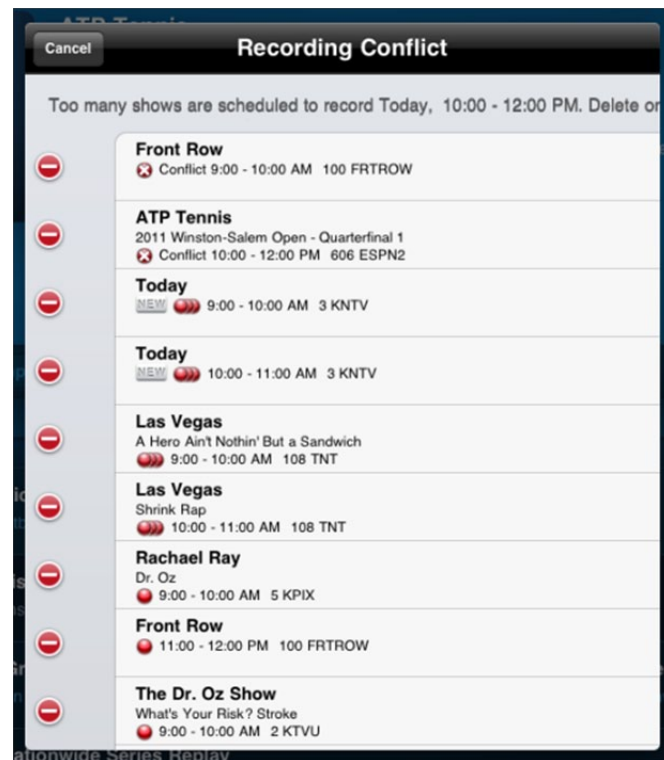 ATP Tennis
Cancel
Recording Conflict
Too many shows are scheduled to record Today, 10:00 - 12:00 PM. Delete or
Front Row
Conflict 9:00 - 10:00 AM 100 FRTROW
ATP Tennis
2011 Winston-Salem Open - Quarterfinal 1
Conflict 10:00 - 12:00 PM 606 ESPN2
Today
NEW 9:00 - 10:00 AM 3 KNTV
Today
NEW 10:00 - 11:00 AM 3 KNTV
Las Vegas
A Hero Ain't Nothin' But a Sandwich
9:00 - 10:00 AM 108 TNT
Las Vegas
Shrink Rap
10:00 - 11:00 AM 108 TNT
Rachael Ray
Dr. Oz
9:00 - 10:00 AM 5 KPIX
Front Row
11:00 - 12:00 PM 100 FRTROW
The Dr. Oz Show
What's Your Risk? Stroke
9:00 - 10:00 AM 2 KTVU
ationwide Series Replay